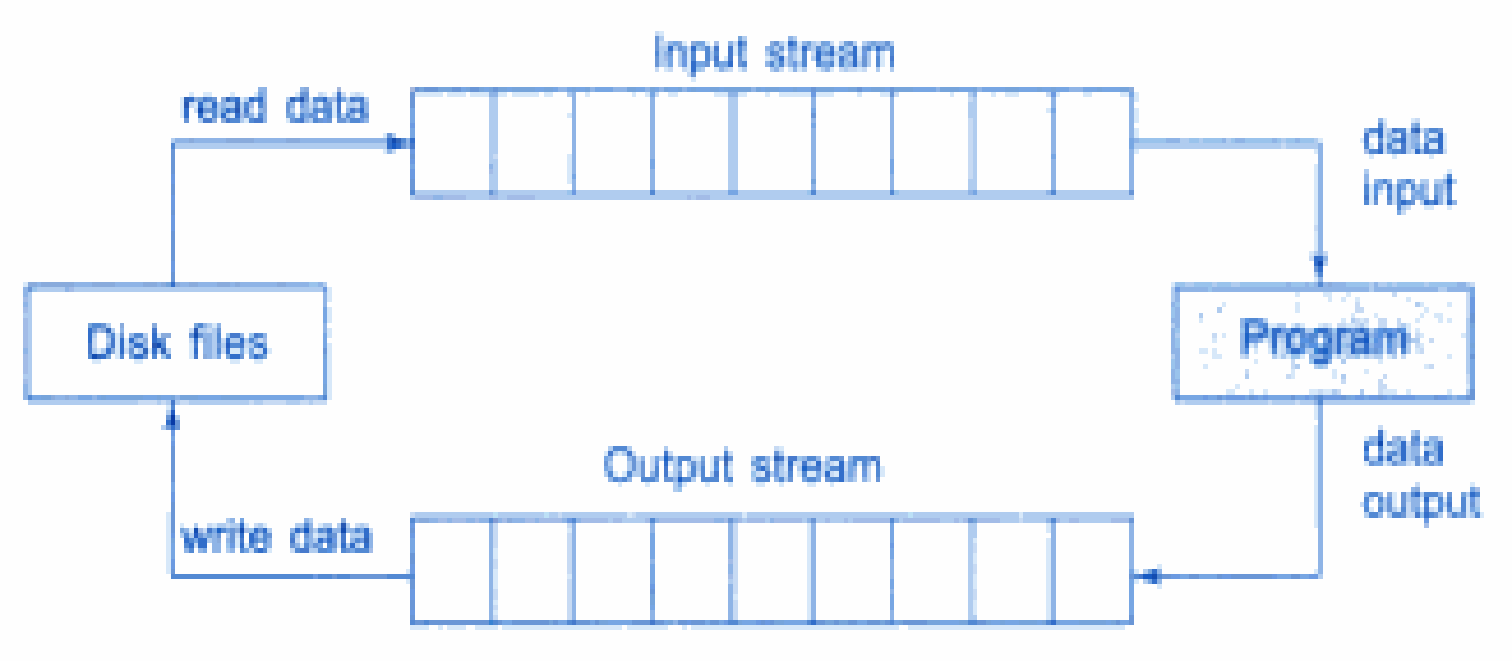 Input stream
read data
data
input
Disk files
Program
Output stream
data
output
write data